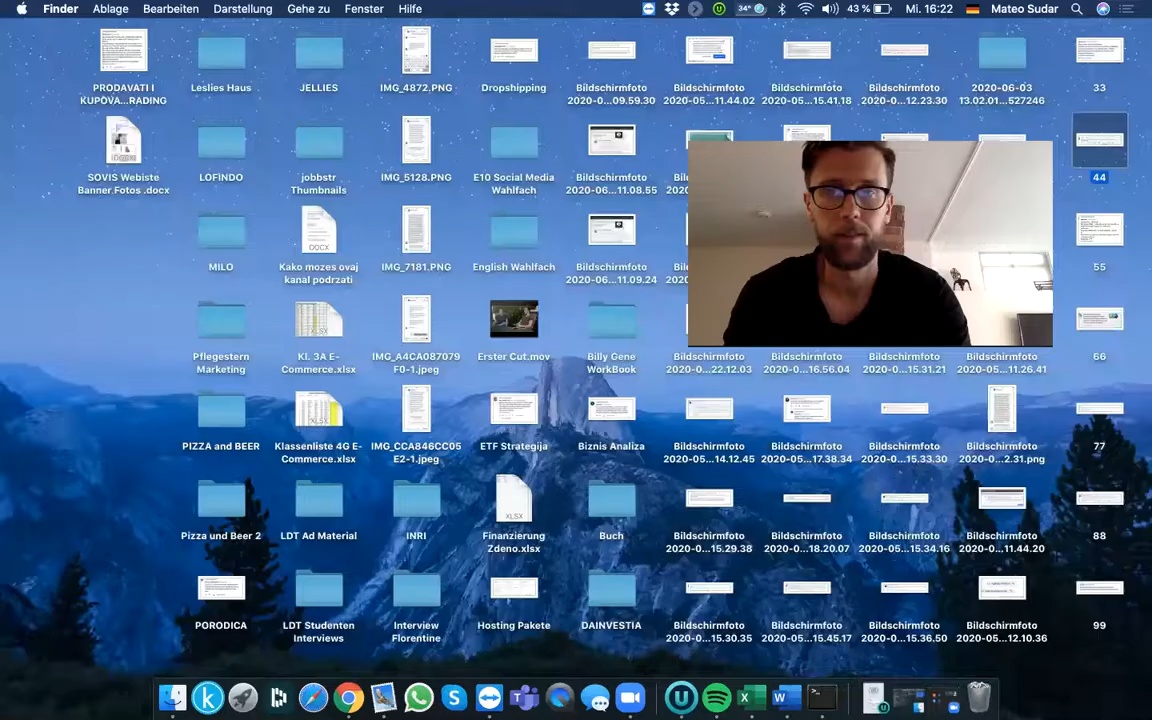 Finder Ablage Bearbeiten Darstellung Gehe zu Fenster Hilfe 34° 43 % Mi. 16:22 Mateo Sudar
PRODAVATI I
KUPOVA...RADING
Leslies Haus
JELLIES
IMG_4872.PNG
Dropshipping
Bildschirmfoto
2020-0...09.59.30
Bildschirmfoto
2020-0...11.44.02
Bildschirmfoto
2020-05...15.41.18
Bildschirmfoto
2020-0...12.23.30
2020-06-03
13.02.01...527246
33
SOVIS Webiste
Banner Fotos .docx
LOFINDO
jobbstr
Thumbnails
IMG_5128.PNG
E10 Social Media
Wahlfach
Bildschirmfoto
2020-06...11.08.55
44
MILO
DOCX
Kako mozes ovaj
kanal podrzati
IMG_7181.PNG
English Wahlfach
Bildschirmfoto
2020-06...11.09.24
55
Pflegestern
Marketing
XLSX
Kl. 3A E-
Commerce.xlsx
IMG_A4CA087079
F0-1.jpeg
Erster Cut.mov
Billy Gene
WorkBook
Bildschirmfoto
2020-0...22.12.03
Bildschirmfoto
2020-05...16.56.04
Bildschirmfoto
2020-05...15.31.21
Bildschirmfoto
2020-05...11.26.41
66
PIZZA and BEER
XLSX
Klassenliste 4G E-
Commerce.xlsx
IMG_CCA846CC05
E2-1.jpeg
ETF Strategija
Biznis Analiza
Bildschirmfoto
2020-05...14.12.45
Bildschirmfoto
2020-05...17.38.34
Bildschirmfoto
2020-05...15.33.30
Bildschirmfoto
2020-0...2.31.png
77
Pizza und Beer 2
LDT Ad Material
INRI
XLSX
Finanzierung
Zdeno.xlsx
Buch
Bildschirmfoto
2020-0...15.29.38
Bildschirmfoto
2020-0...18.20.07
Bildschirmfoto
2020-05...15.34.16
Bildschirmfoto
2020-0...11.44.20
88
PORODICA
LDT Studenten
Interviews
Interview
Florentine
Hosting Pakete
DAINVESTIA
Bildschirmfoto
2020-0...15.30.35
Bildschirmfoto
2020-05...15.45.17
Bildschirmfoto
2020-05...15.36.50
Bildschirmfoto
2020-05...12.10.36
99